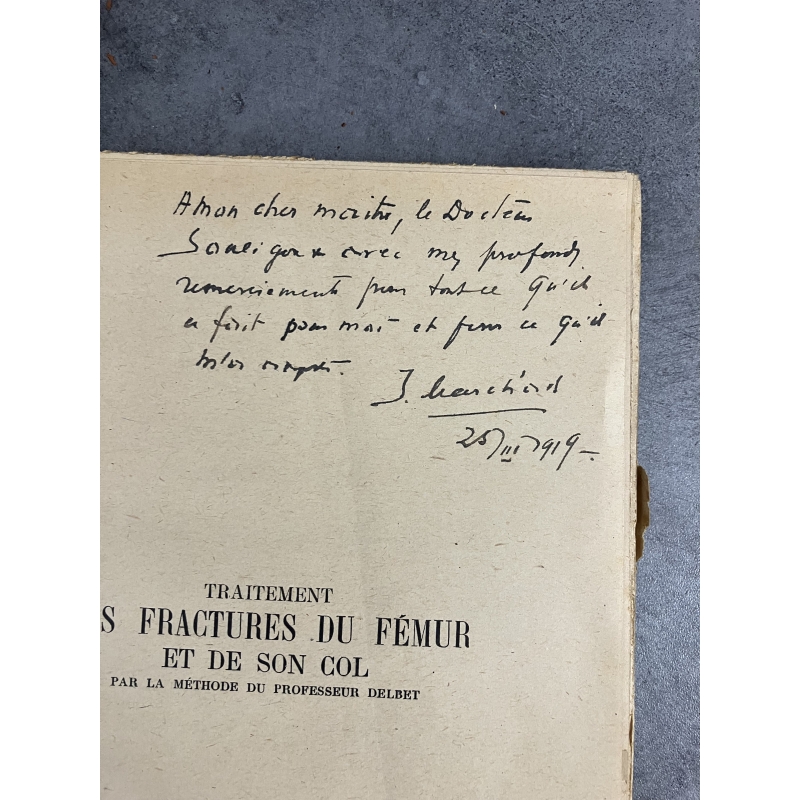 A mon cher maître, le Docteur
Souligoux avec mes profonds
remerciements pour tout ce qu'il
a fait pour moi et pour ce qu'il
m'a
J. Marchand
25/III/1919
TRAITEMENT
S FRACTURES DU FÉMUR
ET DE SON COL
PAR LA MÉTHODE DU PROFESSEUR DELBET